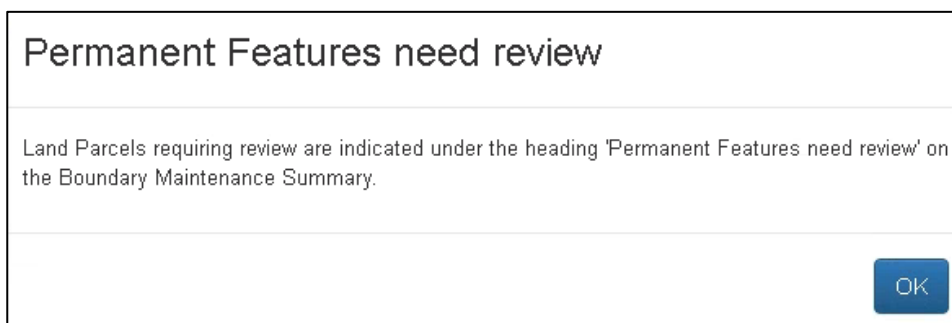 Permanent Features need review
Land Parcels requiring review are indicated under the heading 'Permanent Features need review' on
the Boundary Maintenance Summary.
OK